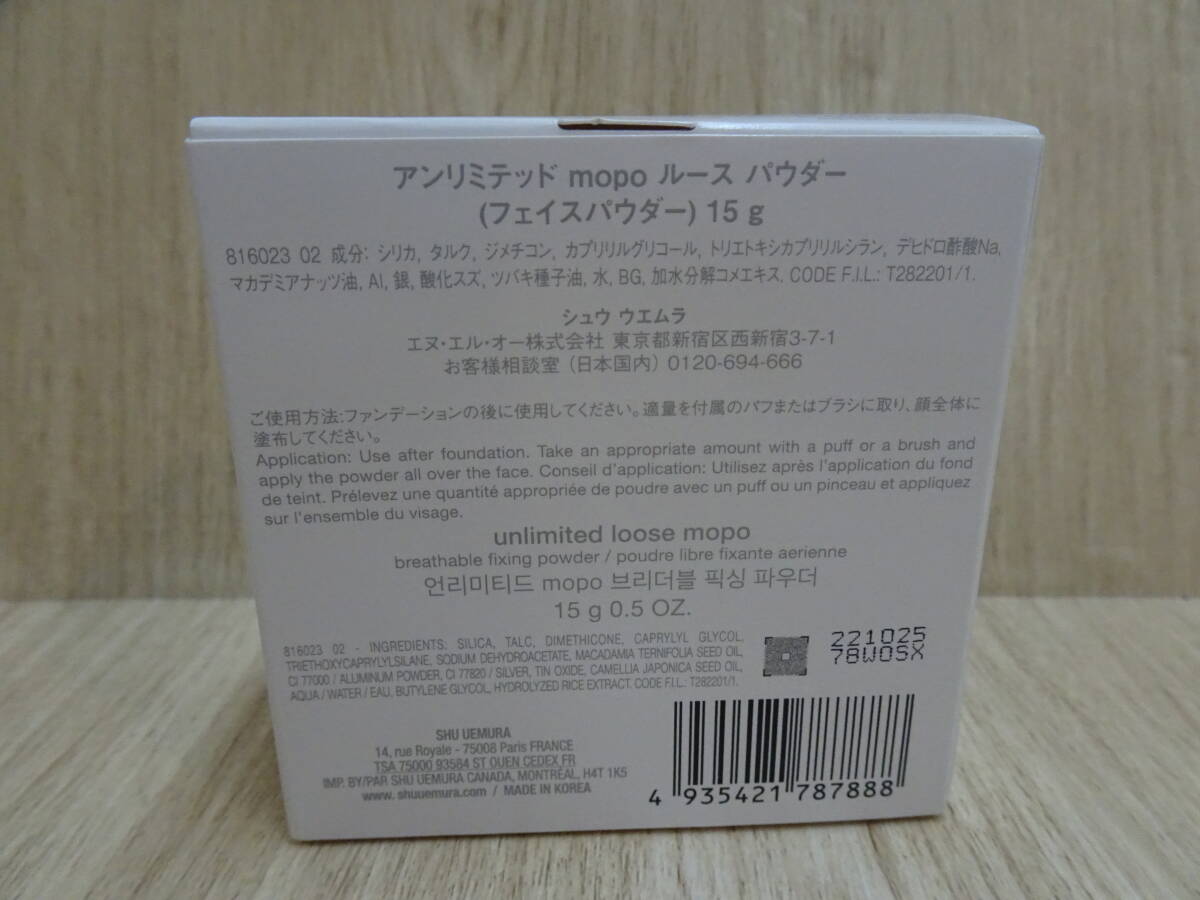 アンリミテッド mopo ルース パウダー
(フェイスパウダー) 15 g
816023 02 成分: シリカ, タルク, ジメチコン, カプリリルグリコール, トリエトキシカプリリルシラン, デヒドロ酢酸Na,
マカデミアナッツ油, Al, 銀, 酸化スズ, ツバキ種子油, 水, BG, 加水分解コメエキス. CODE F.I.L.: T282201/1.
シュウ ウエムラ
エヌ・エル・オー株式会社 東京都新宿区西新宿3-7-1
お客様相談室 (日本国内) 0120-694-666
ご使用方法:ファンデーションの後に使用してください。適量を付属のパフまたはブラシに取り、顔全体に
塗布してください。
Application: Use after foundation. Take an appropriate amount with a puff or a brush and
apply the powder all over the face. Conseil d'application: Utilisez après l'application du fond
de teint. Prélevez une quantité appropriée de poudre avec un puff ou un pinceau et appliquez
sur l'ensemble du visage.
unlimited loose mopo
breathable fixing powder / poudre libre fixante aerienne
언리미티드 mopo 브리더블 픽싱 파우더
15 g 0.5 OZ.
816023 02 - INGREDIENTS: SILICA, TALC, DIMETHICONE, CAPRYLYL GLYCOL,
TRIETHOXYCAPRYLYLSILANE, SODIUM DEHYDROACETATE, MACADAMIA TERNIFOLIA SEED OIL,
CI 77000 / ALUMINUM POWDER, CI 77820 / SILVER, TIN OXIDE, CAMELLIA JAPONICA SEED OIL,
AQUA / WATER / EAU, BUTYLENE GLYCOL, HYDROLYZED RICE EXTRACT. CODE F.I.L.: T282201/1.
221025
78W0SX
SHU UEMURA
14, rue Royale - 75008 Paris FRANCE
TSA 75000 93584 ST OUEN CEDEX FR
IMP. BY/PAR SHU UEMURA CANADA, MONTRÉAL, H4T 1K5
www.shuuemura.com / MADE IN KOREA
4 935421 787888